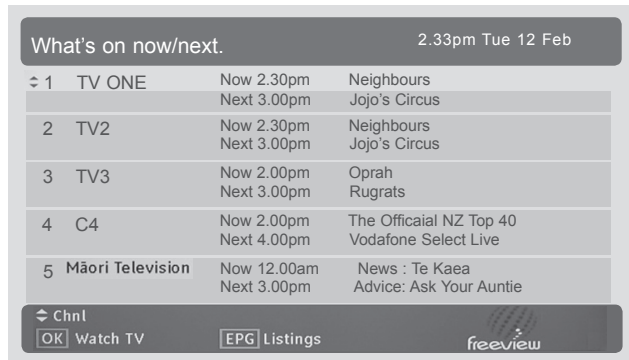 What's on now/next. 2.33pm Tue 12 Feb
1 TV ONE Now 2.30pm Neighbours
Next 3.00pm Jojo's Circus
2 TV2 Now 2.30pm Neighbours
Next 3.00pm Jojo's Circus
3 TV3 Now 2.00pm Oprah
Next 3.00pm Rugrats
4 C4 Now 2.00pm The Officaial NZ Top 40
Next 4.00pm Vodafone Select Live
5 Māori Television Now 12.00am News : Te Kaea
Next 3.00pm Advice: Ask Your Auntie
Chnl
OK Watch TV EPG Listings freeview